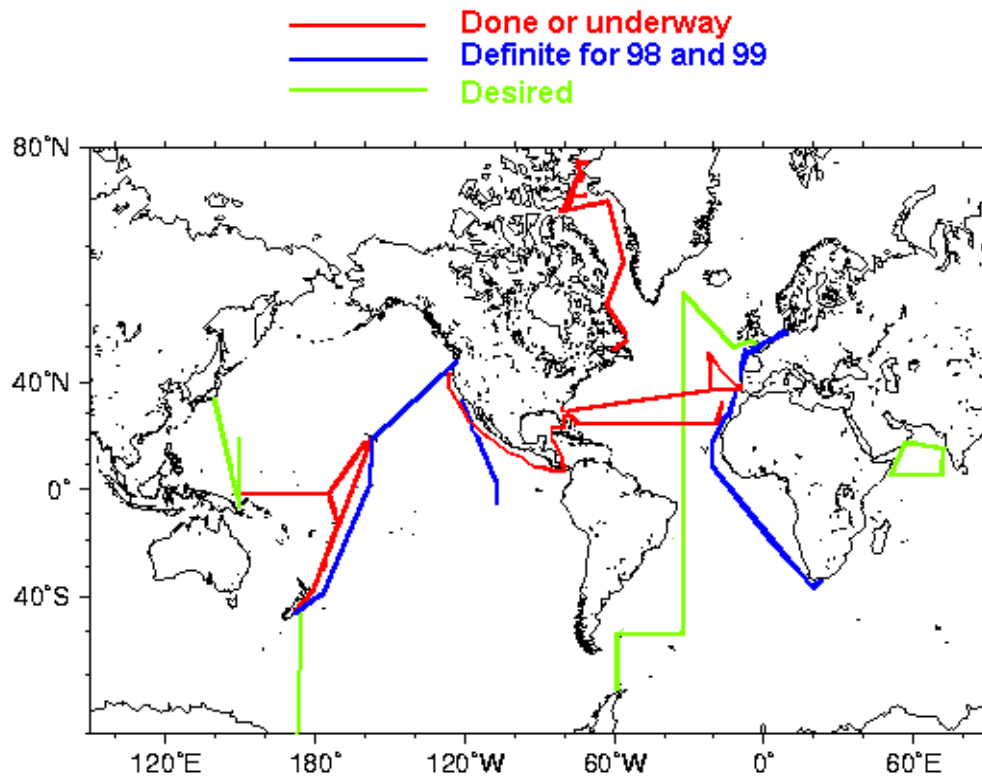 Done or underway
Definite for 98 and 99
Desired
80°N
40°N
0°
40°S
120°E
180°
120°W
60°W
0°
60°E